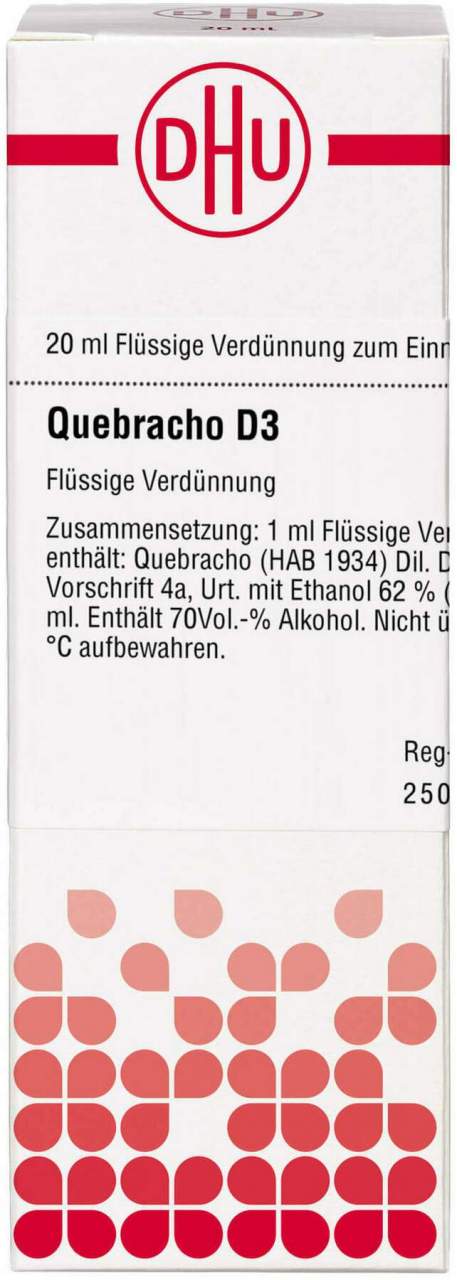 20 ml
DHU
20 ml Flüssige Verdünnung zum Einn
Quebracho D3
Flüssige Verdünnung
Zusammensetzung: 1 ml Flüssige Ver
enthält: Quebracho (HAB 1934) Dil. D
Vorschrift 4a, Urt. mit Ethanol 62 % (
ml. Enthält 70Vol.-% Alkohol. Nicht ü
°C aufbewahren.
Reg-
250